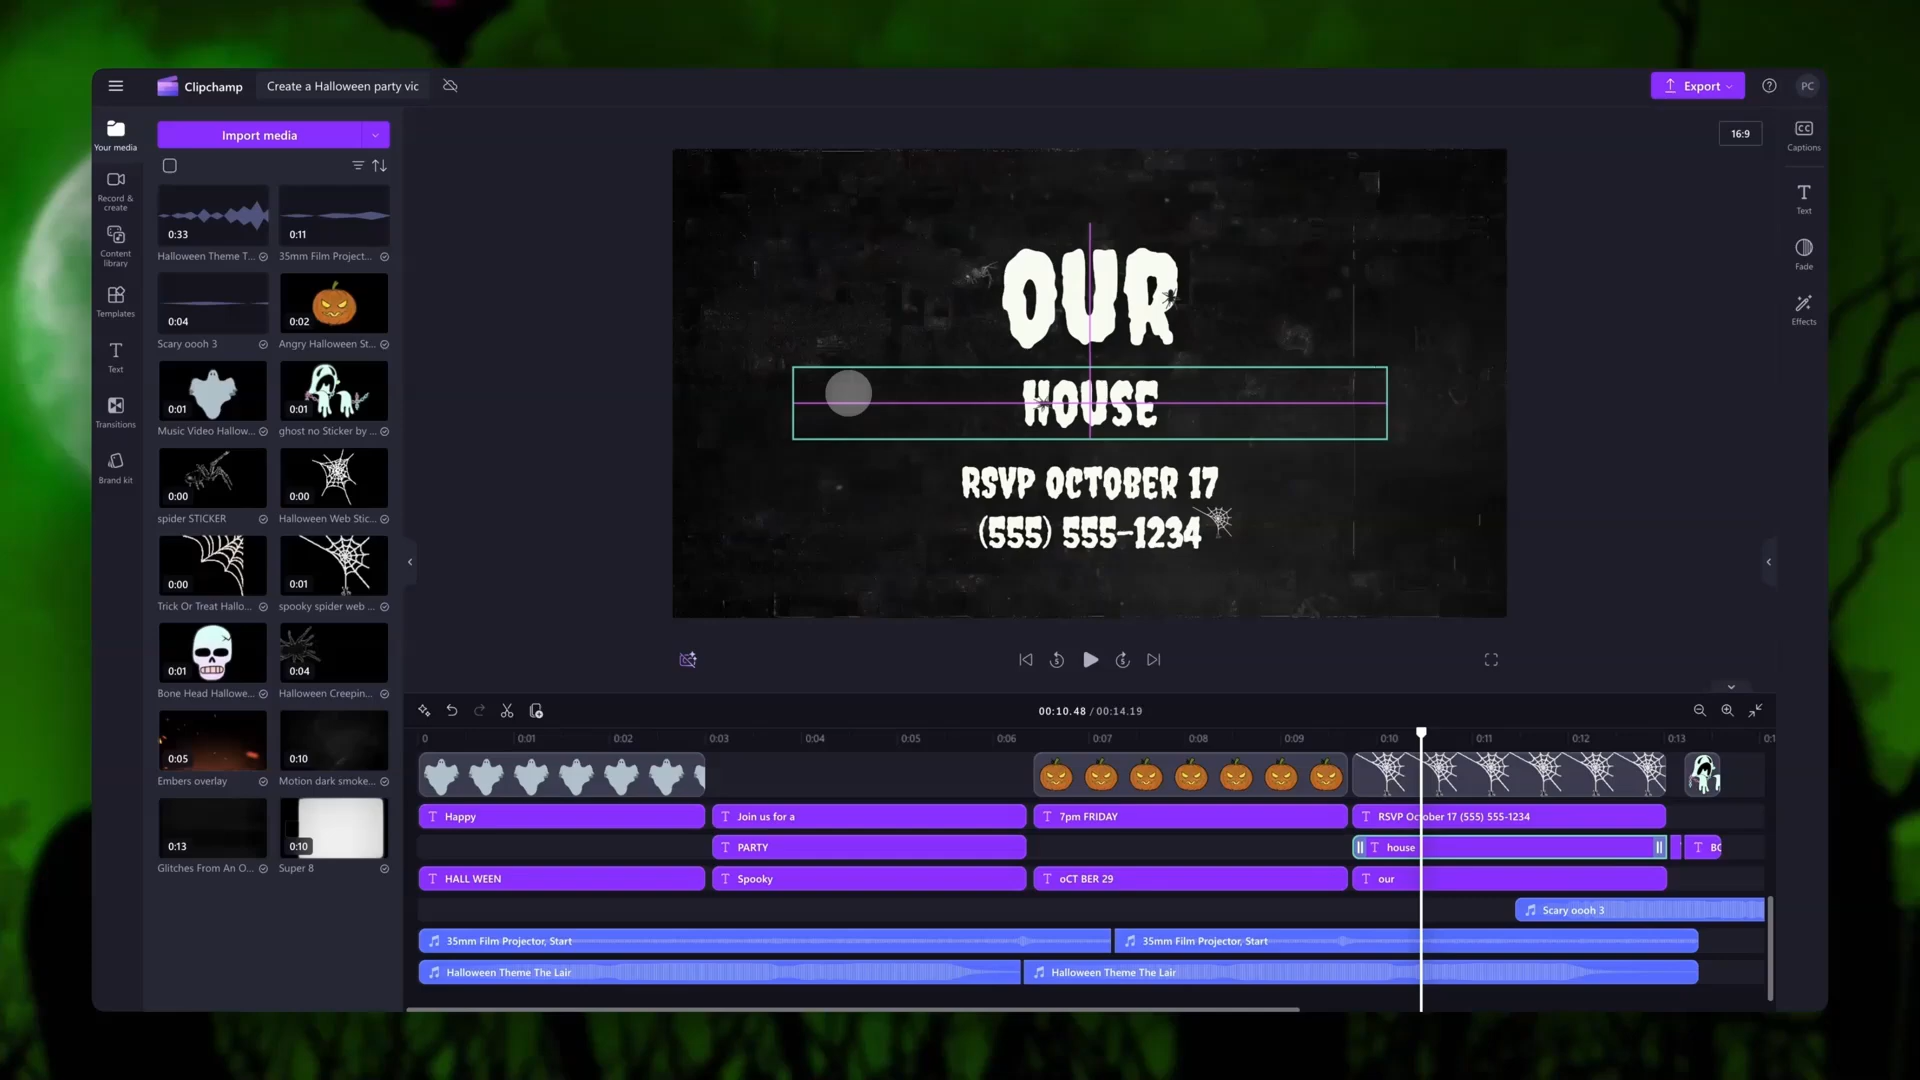 Clipchamp
Create a Halloween party vic
Export
PC
Your media
Import media
16:9
Captions
Record &
create
Content
library
Templates
Text
Transitions
Brand kit
0:33
0:11
Halloween Theme T...
35mm Film Project...
0:04
0:02
Scary oooh 3
Angry Halloween St...
0:01
0:01
Music Video Hallow...
ghost no Sticker by ...
0:00
0:00
spider STICKER
Halloween Web Stic...
0:00
0:01
Trick Or Treat Hallo...
spooky spider web ...
0:01
0:04
Bone Head Hallowe...
Halloween Creepin...
0:05
0:10
Embers overlay
Motion dark smoke...
0:13
0:10
Glitches From An O...
Super 8
OUR
HOUSE
RSVP OCTOBER 17
(555) 555-1234
Text
Fade
Effects
5
5
00:10.48 / 00:14.19
0
0:01
0:02
0:03
0:04
0:05
0:06
0:07
0:08
0:09
0:10
0:11
0:12
0:13
0:1
Happy
Join us for a
7pm FRIDAY
RSVP October 17 (555) 555-1234
PARTY
house
BO
HALL WEEN
Spooky
oCT BER 29
our
Scary oooh 3
35mm Film Projector, Start
35mm Film Projector, Start
Halloween Theme The Lair
Halloween Theme The Lair